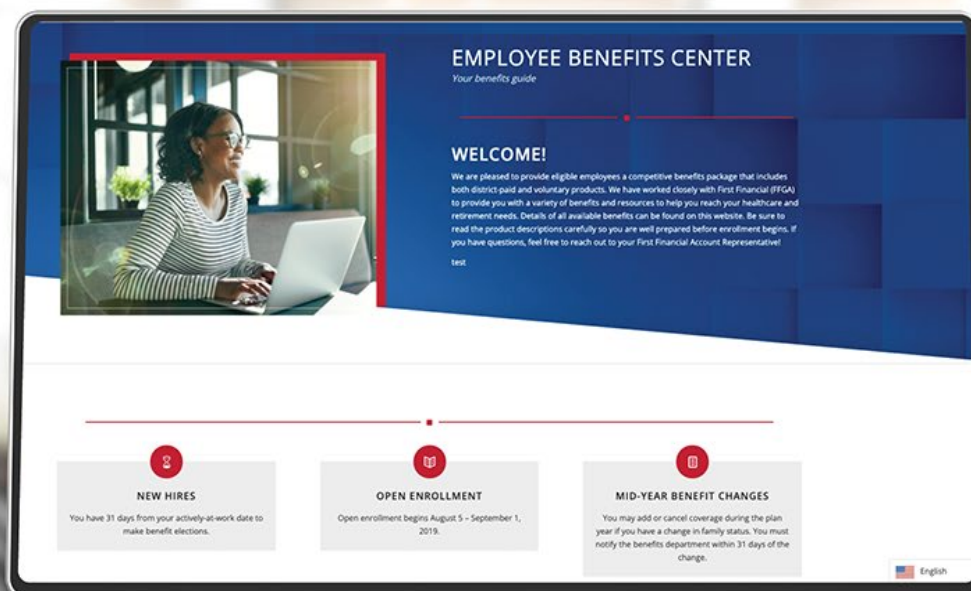 EMPLOYEE BENEFITS CENTER
Your benefits guide
WELCOME!
We are pleased to provide eligible employees a competitive benefits package that includes
both district-paid and voluntary products. We have worked closely with First Financial (FFGA)
to provide you with a variety of benefits and resources to help you reach your healthcare and
retirement needs. Details of all available benefits can be found on this website. Be sure to
read the product descriptions carefully so you are well prepared before enrollment begins. If
you have questions, feel free to reach out to your First Financial Account Representative!
test
NEW HIRES
You have 31 days from your actively-at-work date to
make benefit elections.
OPEN ENROLLMENT
Open enrollment begins August 5 – September 1,
2019.
MID-YEAR BENEFIT CHANGES
You may add or cancel coverage during the plan
year if you have a change in family status. You must
notify the benefits department within 31 days of the
change.
English